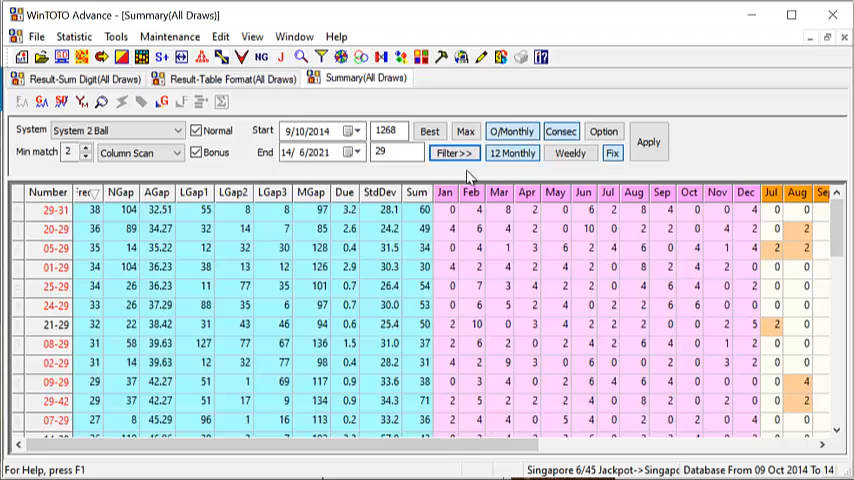 WinTOTO Advance - [Summary(All Draws)]
File Statistic Tools Maintenance Edit View Window Help
S+ NG J
Result-Sum Digit(All Draws) Result-Table Format(All Draws) Summary(All Draws)
System System 2 Ball Normal Start 9/10/2014 1268 Best Max O/Monthly Consec Option Apply
Min match 2 Column Scan Bonus End 14/ 6/2021 29 Filter>> 12 Monthly Weekly Fix
Number NGap AGap LGap1 LGap2 LGap3 MGap Due StdDev Sum Jan Feb Mar Apr May Jun Jul Aug Sep Oct Nov Dec Jul Aug
29-31 38 104 32.51 55 8 8 97 3.2 28.1 60 0 4 8 2 0 6 2 8 4 0 0 4 0 0
20-29 36 89 34.27 32 14 7 85 2.6 24.2 49 4 6 4 2 0 10 0 2 2 0 4 2 0 2
05-29 35 14 35.22 12 32 30 128 0.4 31.5 34 0 4 1 3 6 2 4 6 0 4 1 4 2 2
01-29 34 104 36.23 38 13 12 126 2.9 30.3 30 4 2 4 2 4 2 0 8 2 4 2 0 0 0
25-29 34 26 36.23 11 77 35 101 0.7 26.4 54 0 7 3 4 2 0 2 4 6 4 0 2 0 0
24-29 33 26 37.29 88 35 6 97 0.7 30.0 53 0 6 5 2 4 0 2 2 6 6 0 0 0 0
21-29 32 22 38.42 31 43 46 94 0.6 25.4 50 2 10 0 3 4 2 2 2 0 0 2 5 2 0
08-29 31 58 39.63 127 77 67 136 1.5 31.0 37 2 6 2 0 2 4 2 6 4 0 1 2 0 0
02-29 31 14 39.63 12 32 77 98 0.4 28.2 31 4 2 9 3 0 6 0 2 0 0 3 2 0 0
09-29 29 37 42.27 51 1 69 117 0.9 33.6 38 0 3 4 2 2 6 4 6 4 0 0 0 0 4
29-42 29 37 42.27 51 17 9 134 0.9 34.3 71 2 5 2 2 2 4 0 8 2 0 0 2 0 2
07-29 27 8 45.29 96 1 16 113 0.2 33.2 36 2 4 4 0 5 4 0 2 0 2 0 4 0 0
For Help, press F1 Singapore 6/45 Jackpot->Singapc Database From 09 Oct 2014 To 14